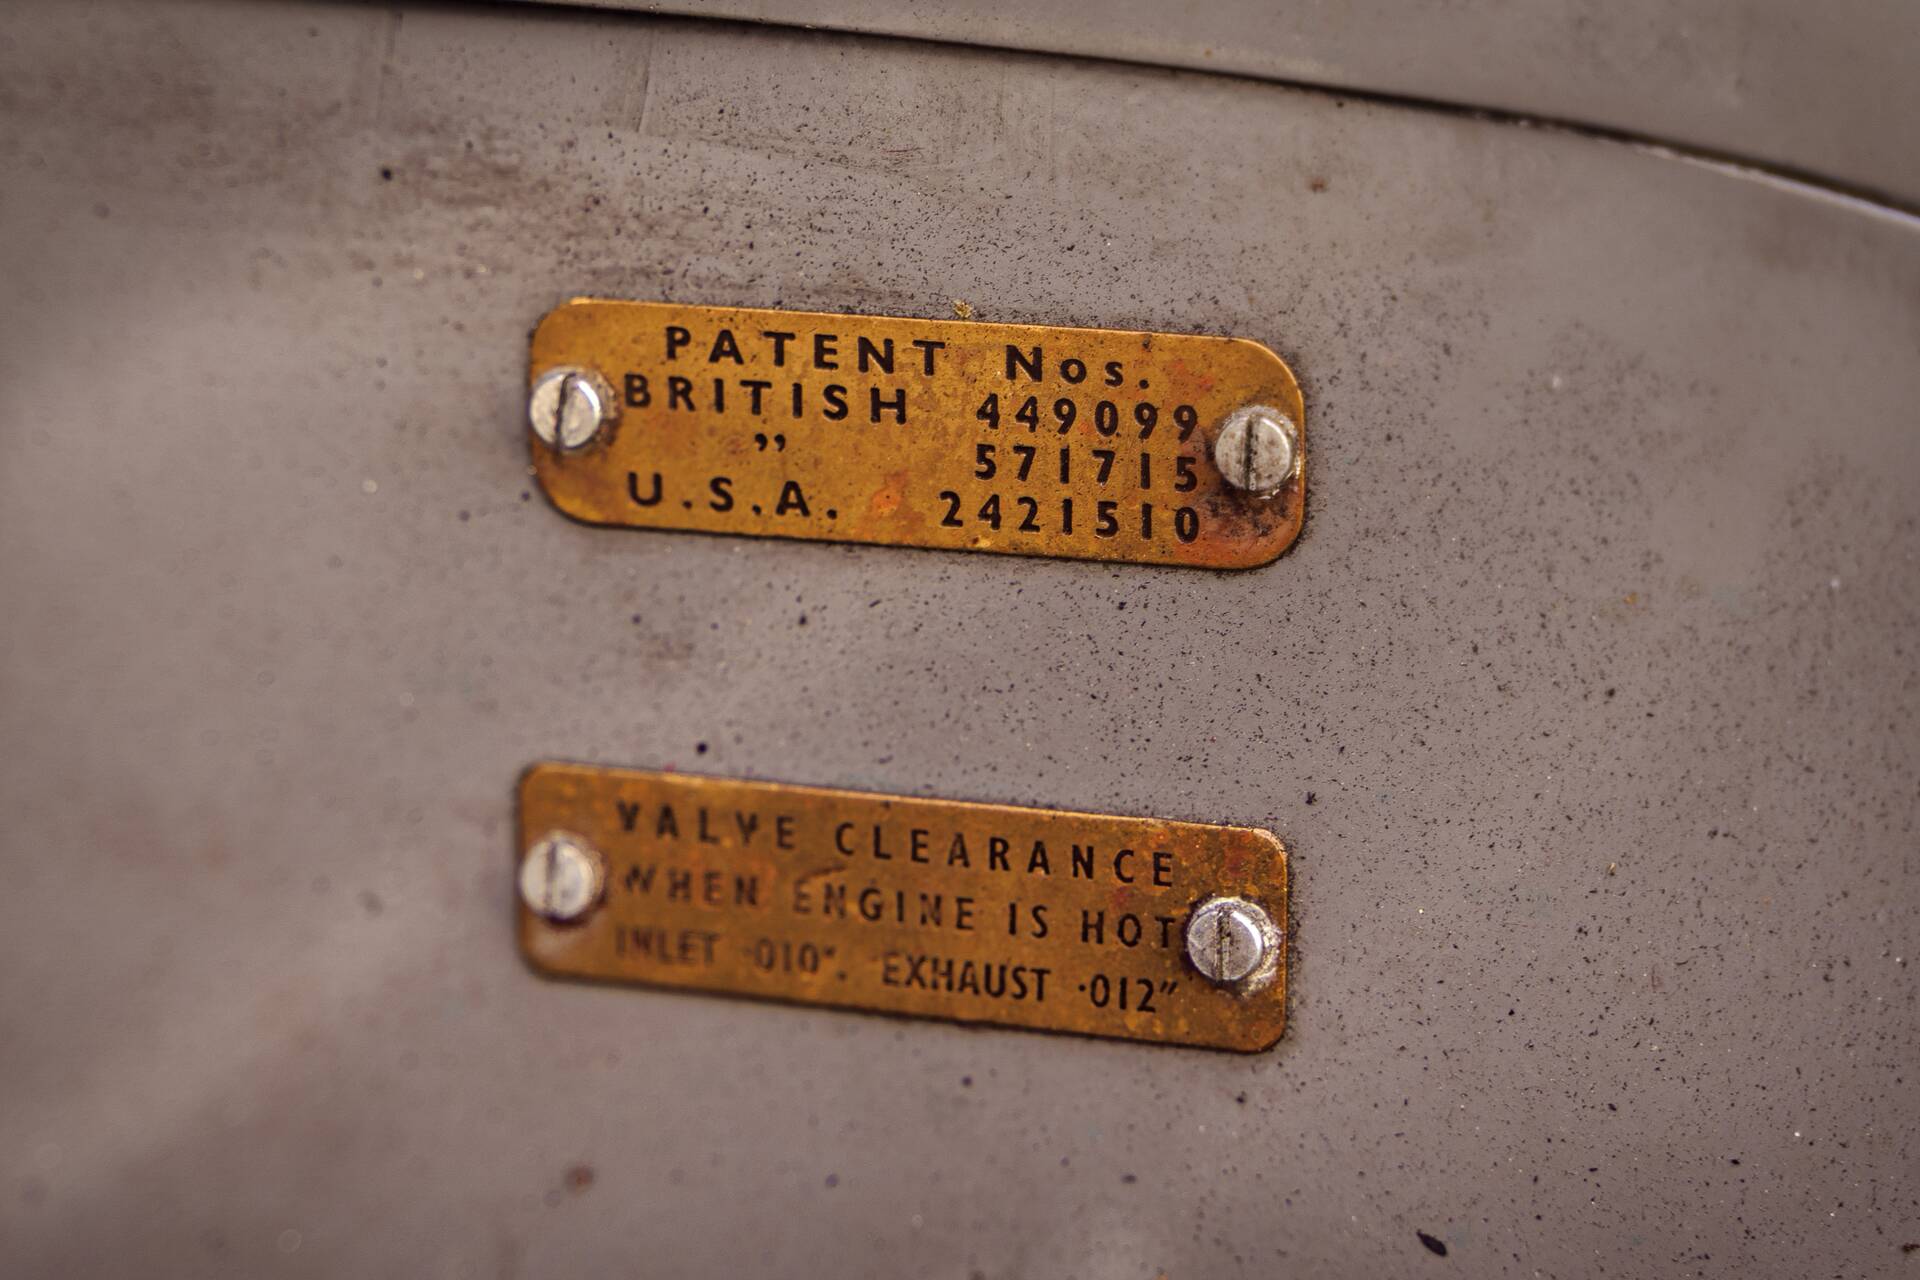 PATENT Nos.
BRITISH 449099
” 571715
U.S.A. 2421510
VALVE CLEARANCE
WHEN ENGINE IS HOT
INLET ·010". EXHAUST ·012"